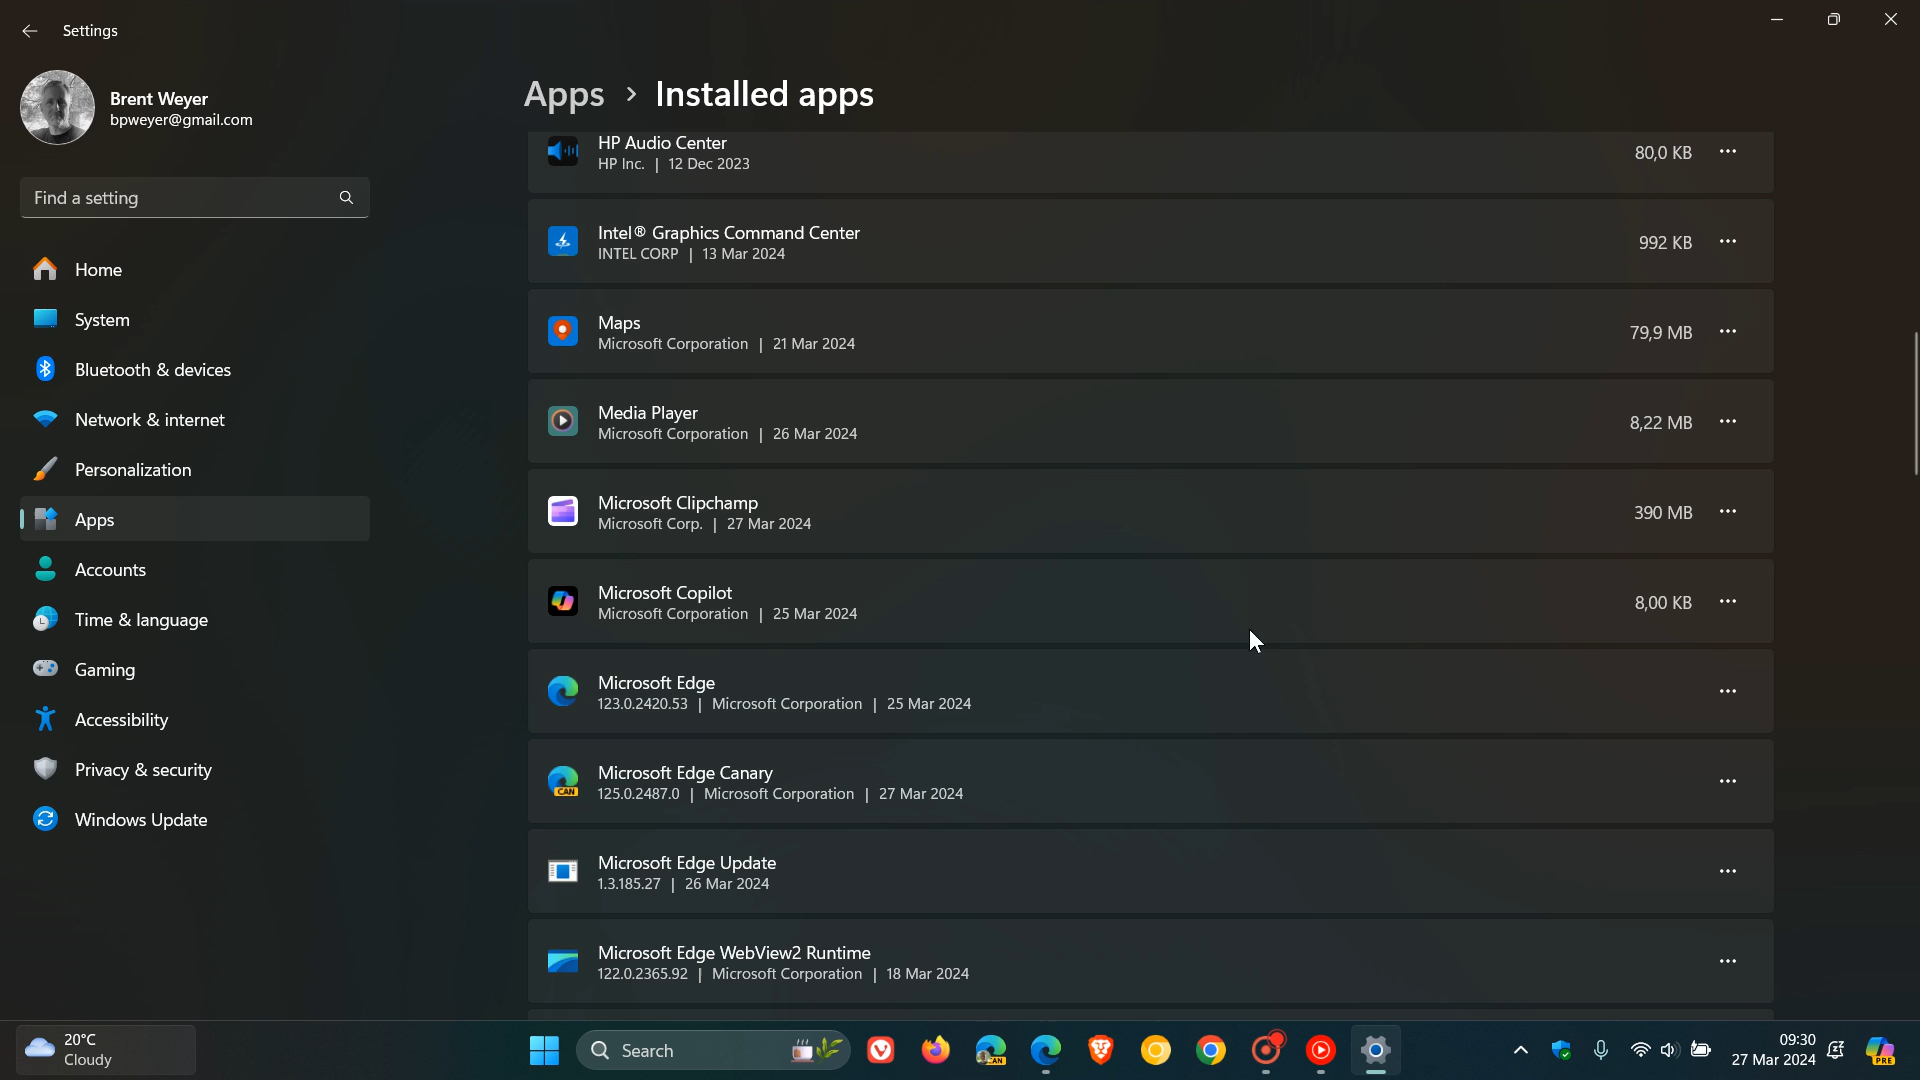 Settings
Brent Weyer
bpweyer@gmail.com
Find a setting
Home
System
Bluetooth & devices
Network & internet
Personalization
Apps
Accounts
Time & language
Gaming
Accessibility
Privacy & security
Windows Update
Apps › Installed apps
HP Audio Center
HP Inc. | 12 Dec 2023
80,0 KB
Intel® Graphics Command Center
INTEL CORP | 13 Mar 2024
992 KB
Maps
Microsoft Corporation | 21 Mar 2024
79,9 MB
Media Player
Microsoft Corporation | 26 Mar 2024
8,22 MB
Microsoft Clipchamp
Microsoft Corp. | 27 Mar 2024
390 MB
Microsoft Copilot
Microsoft Corporation | 25 Mar 2024
8,00 KB
Microsoft Edge
123.0.2420.53 | Microsoft Corporation | 25 Mar 2024
Microsoft Edge Canary
125.0.2487.0 | Microsoft Corporation | 27 Mar 2024
Microsoft Edge Update
1.3.185.27 | 26 Mar 2024
Microsoft Edge WebView2 Runtime
122.0.2365.92 | Microsoft Corporation | 18 Mar 2024
20°C
Cloudy
Search
CAN
CAN
09:30
27 Mar 2024
PRE